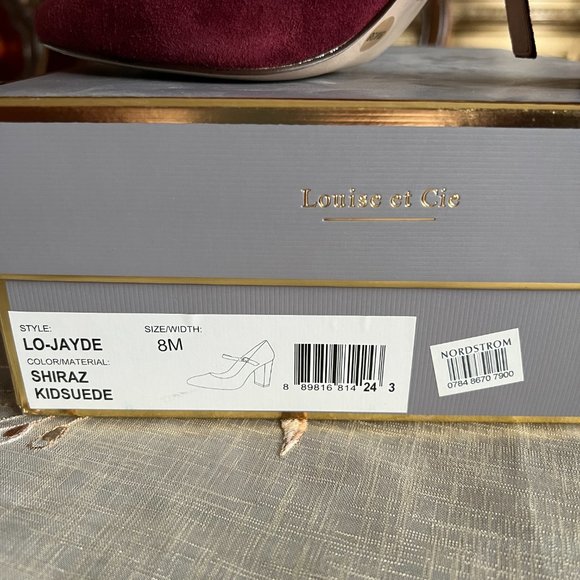 Louise et Cie
STYLE:
LO-JAYDE
SIZE/WIDTH:
8M
COLOR/MATERIAL:
SHIRAZ
KIDSUEDE
8 89816 814 24 3
NORDSTROM
0784 8670 7900